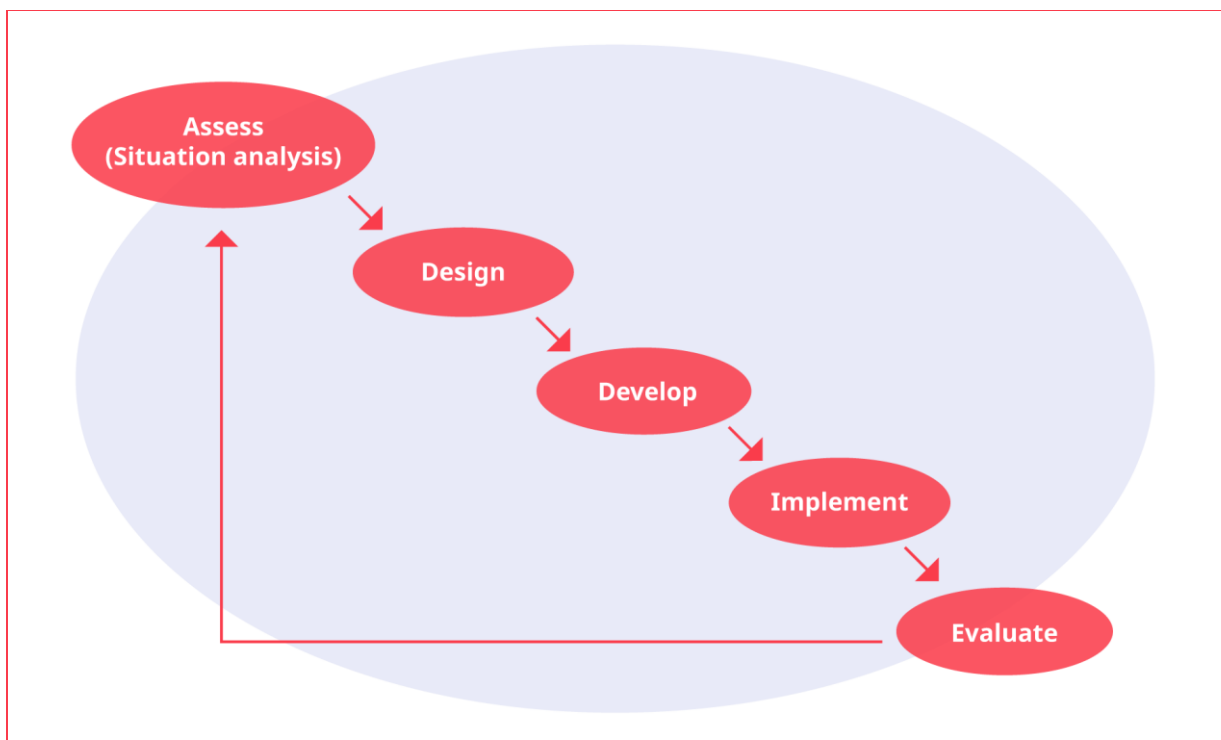 Assess
(Situation analysis)
Design
Develop
Implement
Evaluate